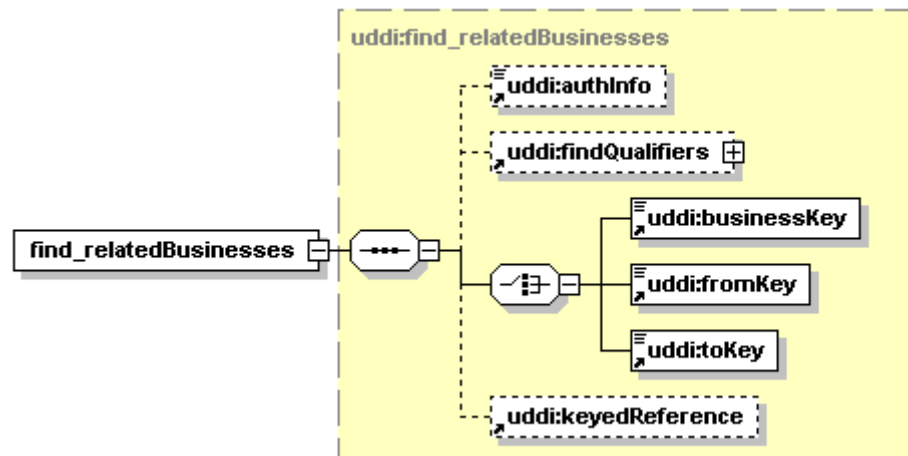 uddi:find_relatedBusinesses
uddi:authInfo
uddi:findQualifiers
uddi:businessKey
find_relatedBusinesses
uddi:fromKey
uddi:toKey
uddi:keyedReference